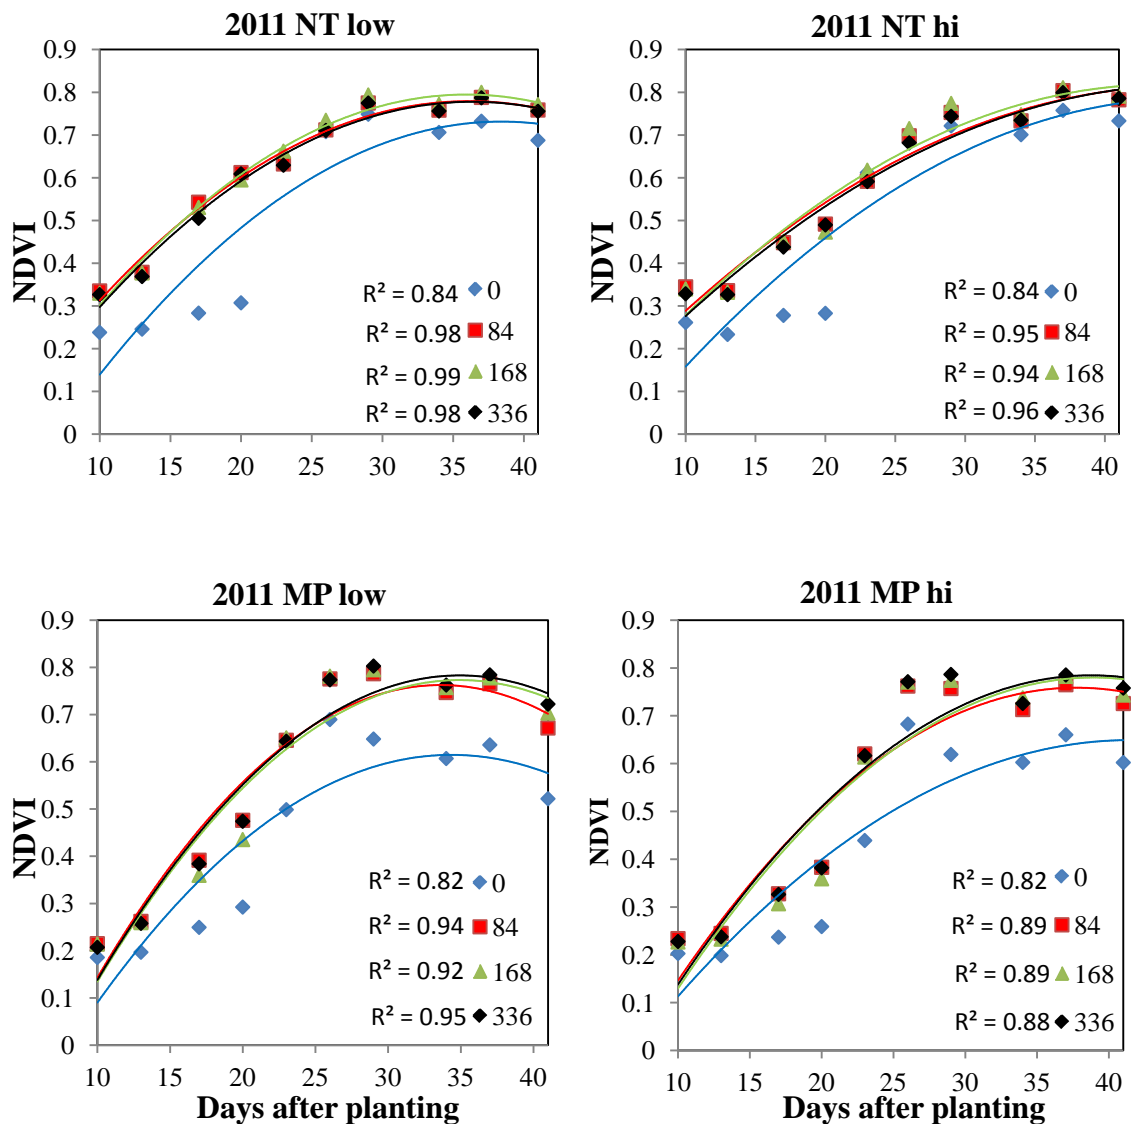 2011 NT low
NDVI
0.9
0.8
0.7
0.6
0.5
0.4
0.3
0.2
0.1
0
R² = 0.84 0
R² = 0.98 84
R² = 0.99 168
R² = 0.98 336
10 15 20 25 30 35 40
2011 NT hi
NDVI
0.9
0.8
0.7
0.6
0.5
0.4
0.3
0.2
0.1
0
R² = 0.84 0
R² = 0.95 84
R² = 0.94 168
R² = 0.96 336
10 15 20 25 30 35 40
2011 MP low
NDVI
0.9
0.8
0.7
0.6
0.5
0.4
0.3
0.2
0.1
0
R² = 0.82 0
R² = 0.94 84
R² = 0.92 168
R² = 0.95 336
10 15 20 25 30 35 40
Days after planting
2011 MP hi
NDVI
0.9
0.8
0.7
0.6
0.5
0.4
0.3
0.2
0.1
0
R² = 0.82 0
R² = 0.89 84
R² = 0.89 168
R² = 0.88 336
10 15 20 25 30 35 40
Days after planting